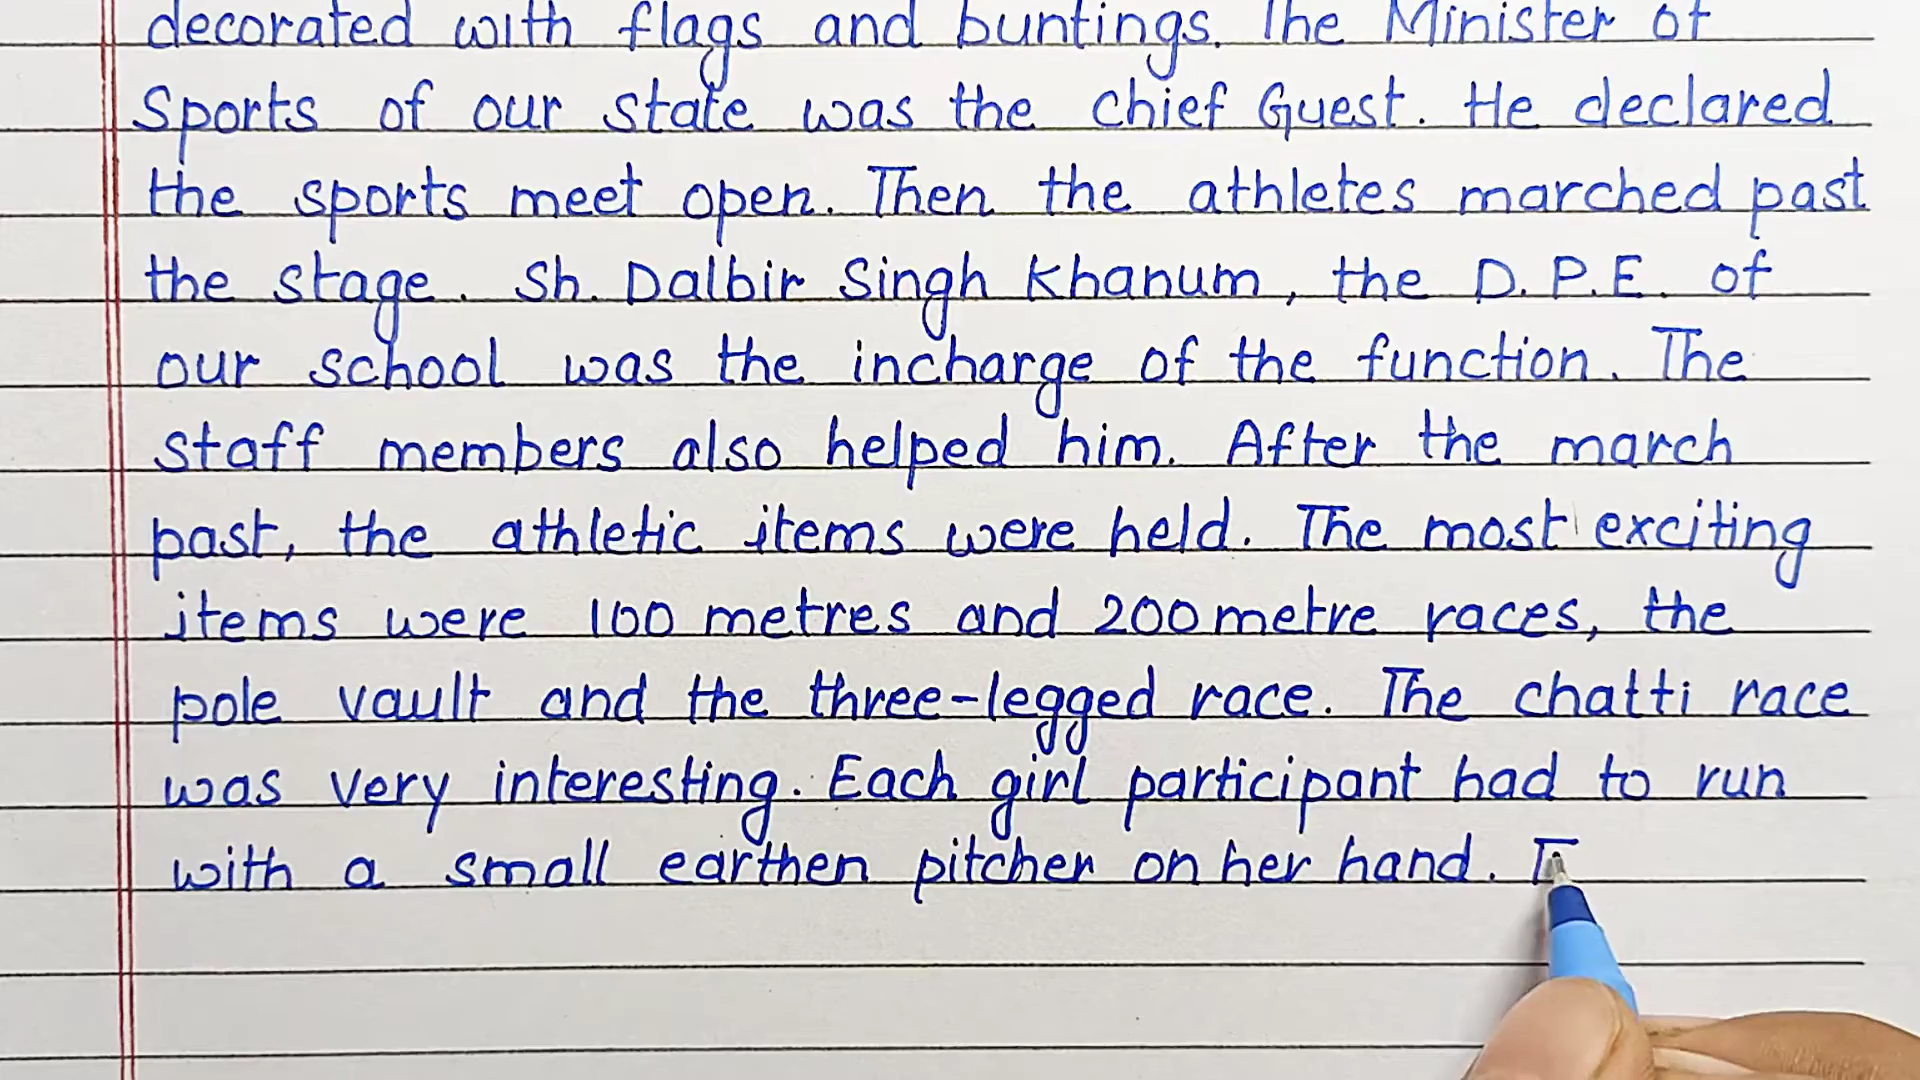 decorated with flags and buntings. The Minister of
Sports of our state was the Chief Guest. He declared
the sports meet open. Then the athletes marched past
the stage. Sh. Dalbir Singh Khanum, the D.P.E. of
our school was the incharge of the function. The
staff members also helped him. After the march
past, the athletic items were held. The most exciting
items were 100 metres and 200 metre races, the
pole vault and the three-legged race. The chatti race
was very interesting. Each girl participant had to run
with a small earthen pitcher on her hand.